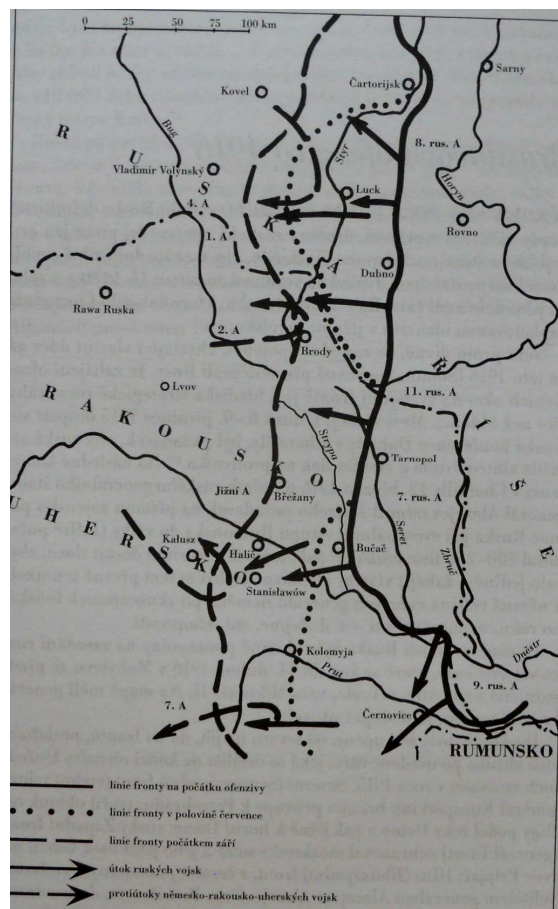 0 25 50 75 100 km
Sarny
Kovel
Čartorijsk
R U S K O
Bug
8. rus. A
Styr
Horyn
Vladimir Volyňský
Luck
4. A
Rovno
1. A
Dubno
Rawa Ruska
2. A
Brody
Lvov
11. rus. A
R A K O U S K O
Strypa
Tarnopol
Jižní A
Břežany
7. rus. A
U H E R S K O
Seret
Zbruč
Kalusz
Halič
Bučač
Stanisławów
Dněstr
Kolomyja
Prut
9. rus. A
7. A
Černovice
RUMUNSKO
linie fronty na počátku ofenzivy
linie fronty v polovině července
linie fronty počátkem září
útok ruských vojsk
protiútoky německo-rakousko-uherských vojsk